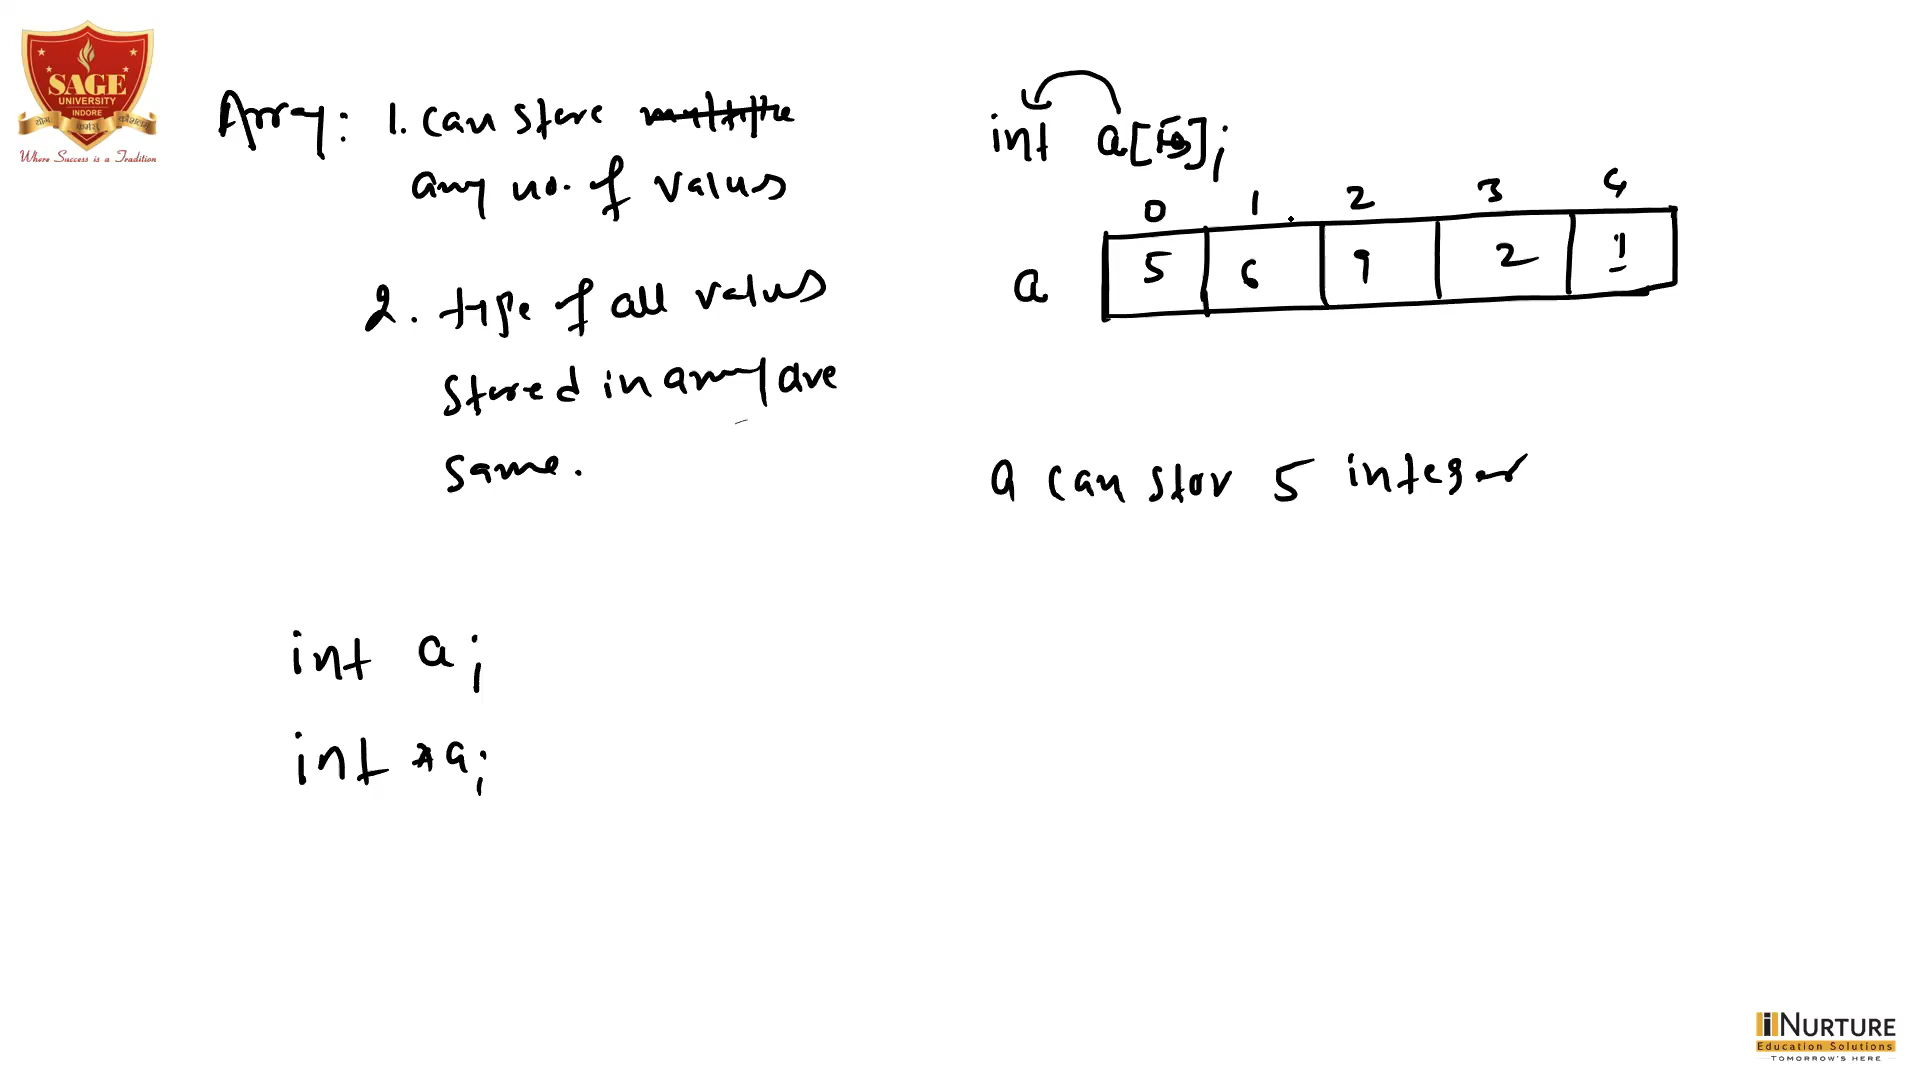 SAGE
UNIVERSITY
INDORE
Where Success is a Tradition
Array: 1. can store multiple
any no. of values
2. type of all values
stored in array are
same.
int a;
int *a;
int a[];
0 1 2 3 4
a 5 6 9 2 1
a can stor 5 integer
iNURTURE
Education Solutions
TOMORROW'S HERE